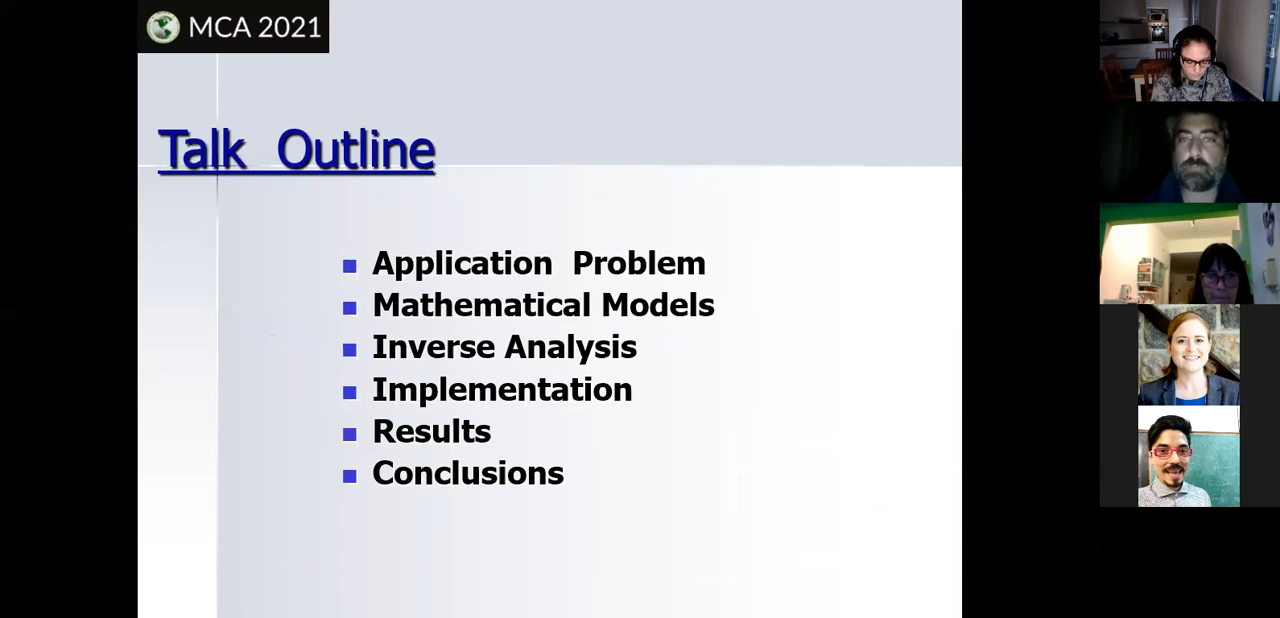 MCA 2021
Talk Outline
Application Problem
Mathematical Models
Inverse Analysis
Implementation
Results
Conclusions